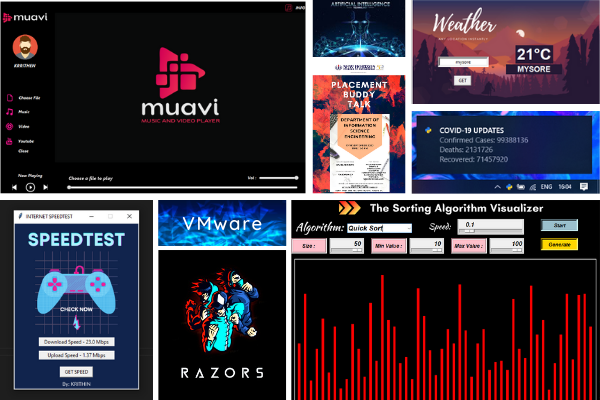 muavi
KRRITHIN
Choose File
Music
Video
Youtube
Close
Now Playing
muavi
MUSIC AND VIDEO PLAYER
Choose a file to play
Vol :
ARTIFICIAL INTELLIGENCE
PLACEMENT
BUDDY
TALK
DEPARTMENT OF
INFORMATION
SCIENCE
ENGINEERING
Weather
21°C
MYSORE
GET
COVID-19 UPDATES
Confirmed Cases: 99388136
Deaths: 2131726
Recovered: 71457920
ENG
16:04
INTERNET SPEEDTEST
SPEEDTEST
CHECK NOW
Download Speed - 23.0 Mbps
Upload Speed - 1.37 Mbps
GET SPEED
By: KRITHIN
VMware
RAZORS
The Sorting Algorithm Visualizer
Algorithm: Quick Sort
Speed: 0.1
Start
Size : 50
Min Value : 10
Max Value : 100
Generate